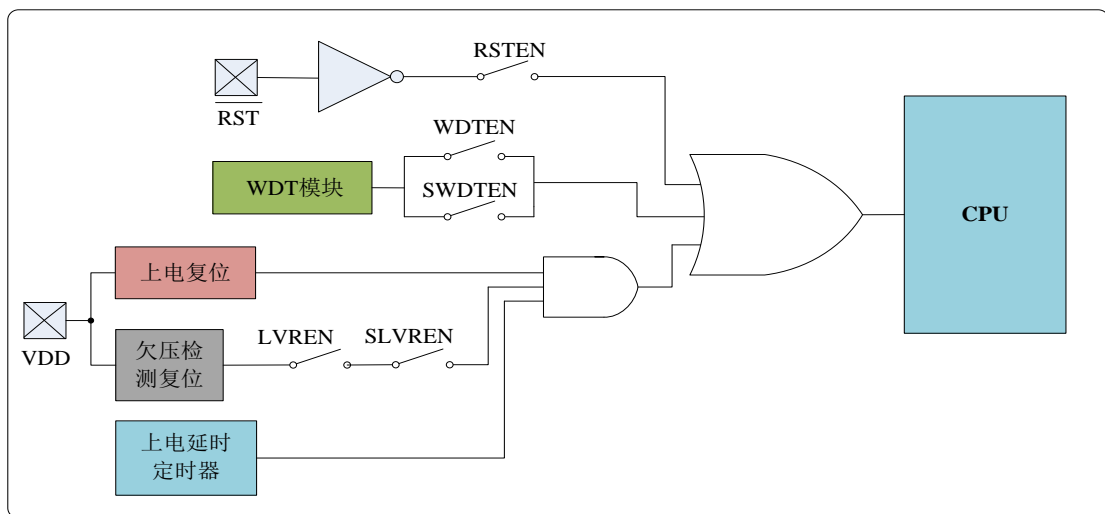 RSTEN
RST
WDTEN
WDT模块
SWDTEN
CPU
上电复位
VDD
欠压检
测复位
LVREN
SLVREN
上电延时
定时器